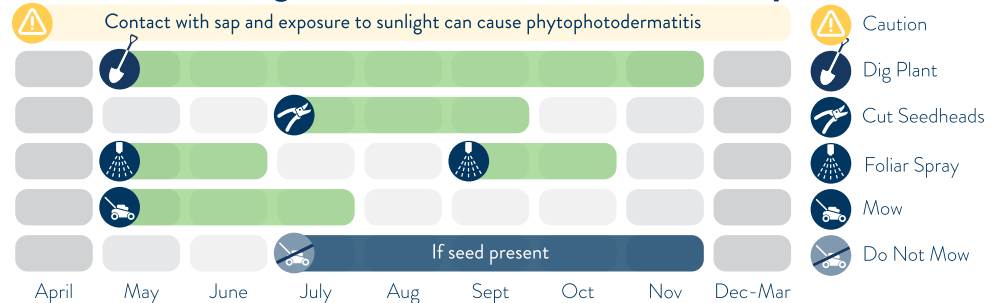 Contact with sap and exposure to sunlight can cause phytophotodermatitis
Caution
Dig Plant
Cut Seedheads
Foliar Spray
Mow
If seed present
Do Not Mow
April May June July Aug Sept Oct Nov Dec-Mar